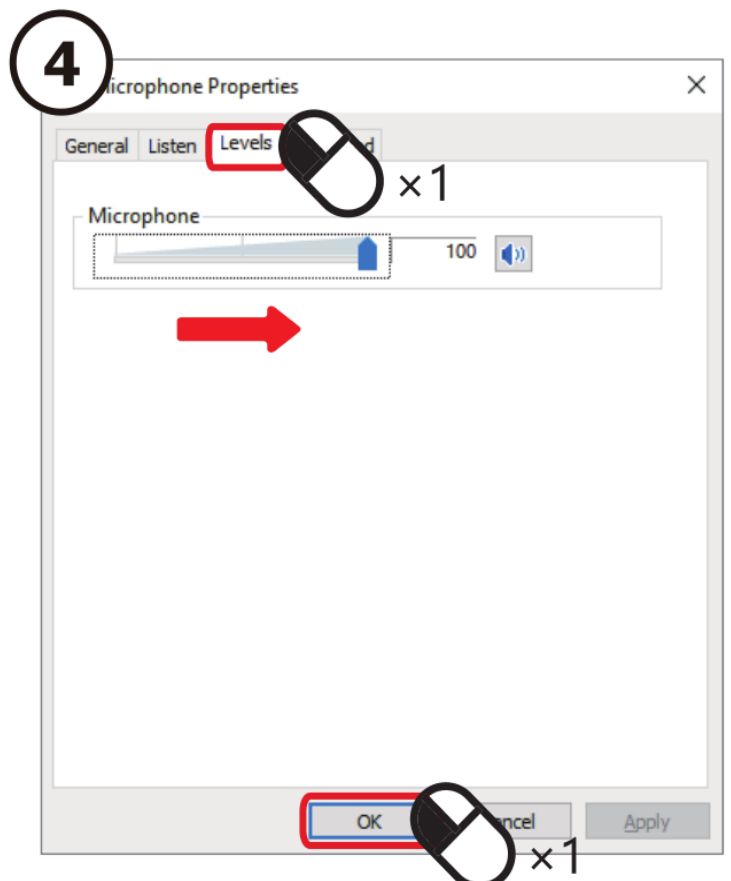 4
icrophone Properties
General Listen Levels d
×1
Microphone
100
OK ncel Apply
×1